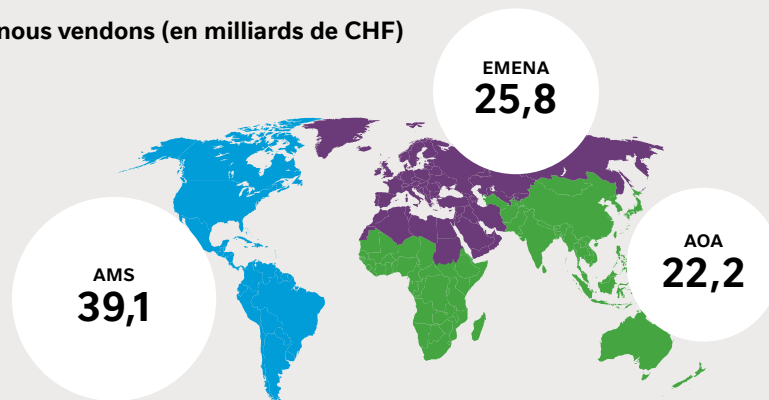 nous vendons (en milliards de CHF)
EMENA
25,8
AOA
22,2
AMS
39,1